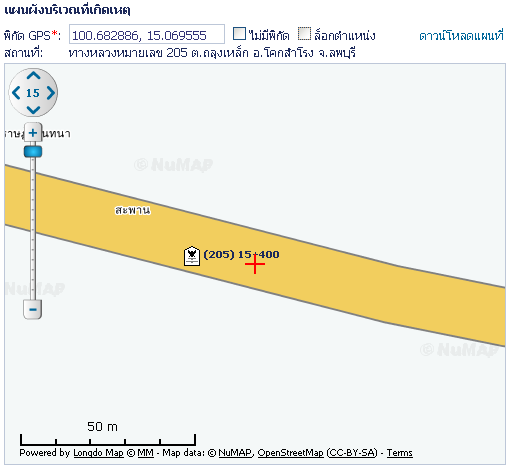 แผนผังบริเวณที่เกิดเหตุ
พิกัด GPS*: 100.682886, 15.069555 ไม่มีพิกัด ล็อกตำแหน่ง ดาวน์โหลดแผนที่
สถานที่: ทางหลวงหมายเลข 205 ต.ถลุงเหล็ก อ.โคกสำโรง จ.ลพบุรี
15
+
© NuMAP
สะพาน
(205) 15+400
NuMAP
−
© NuMAP
50 m
Powered by Longdo Map © MM - Map data: © NuMAP, OpenStreetMap (CC-BY-SA) - Terms